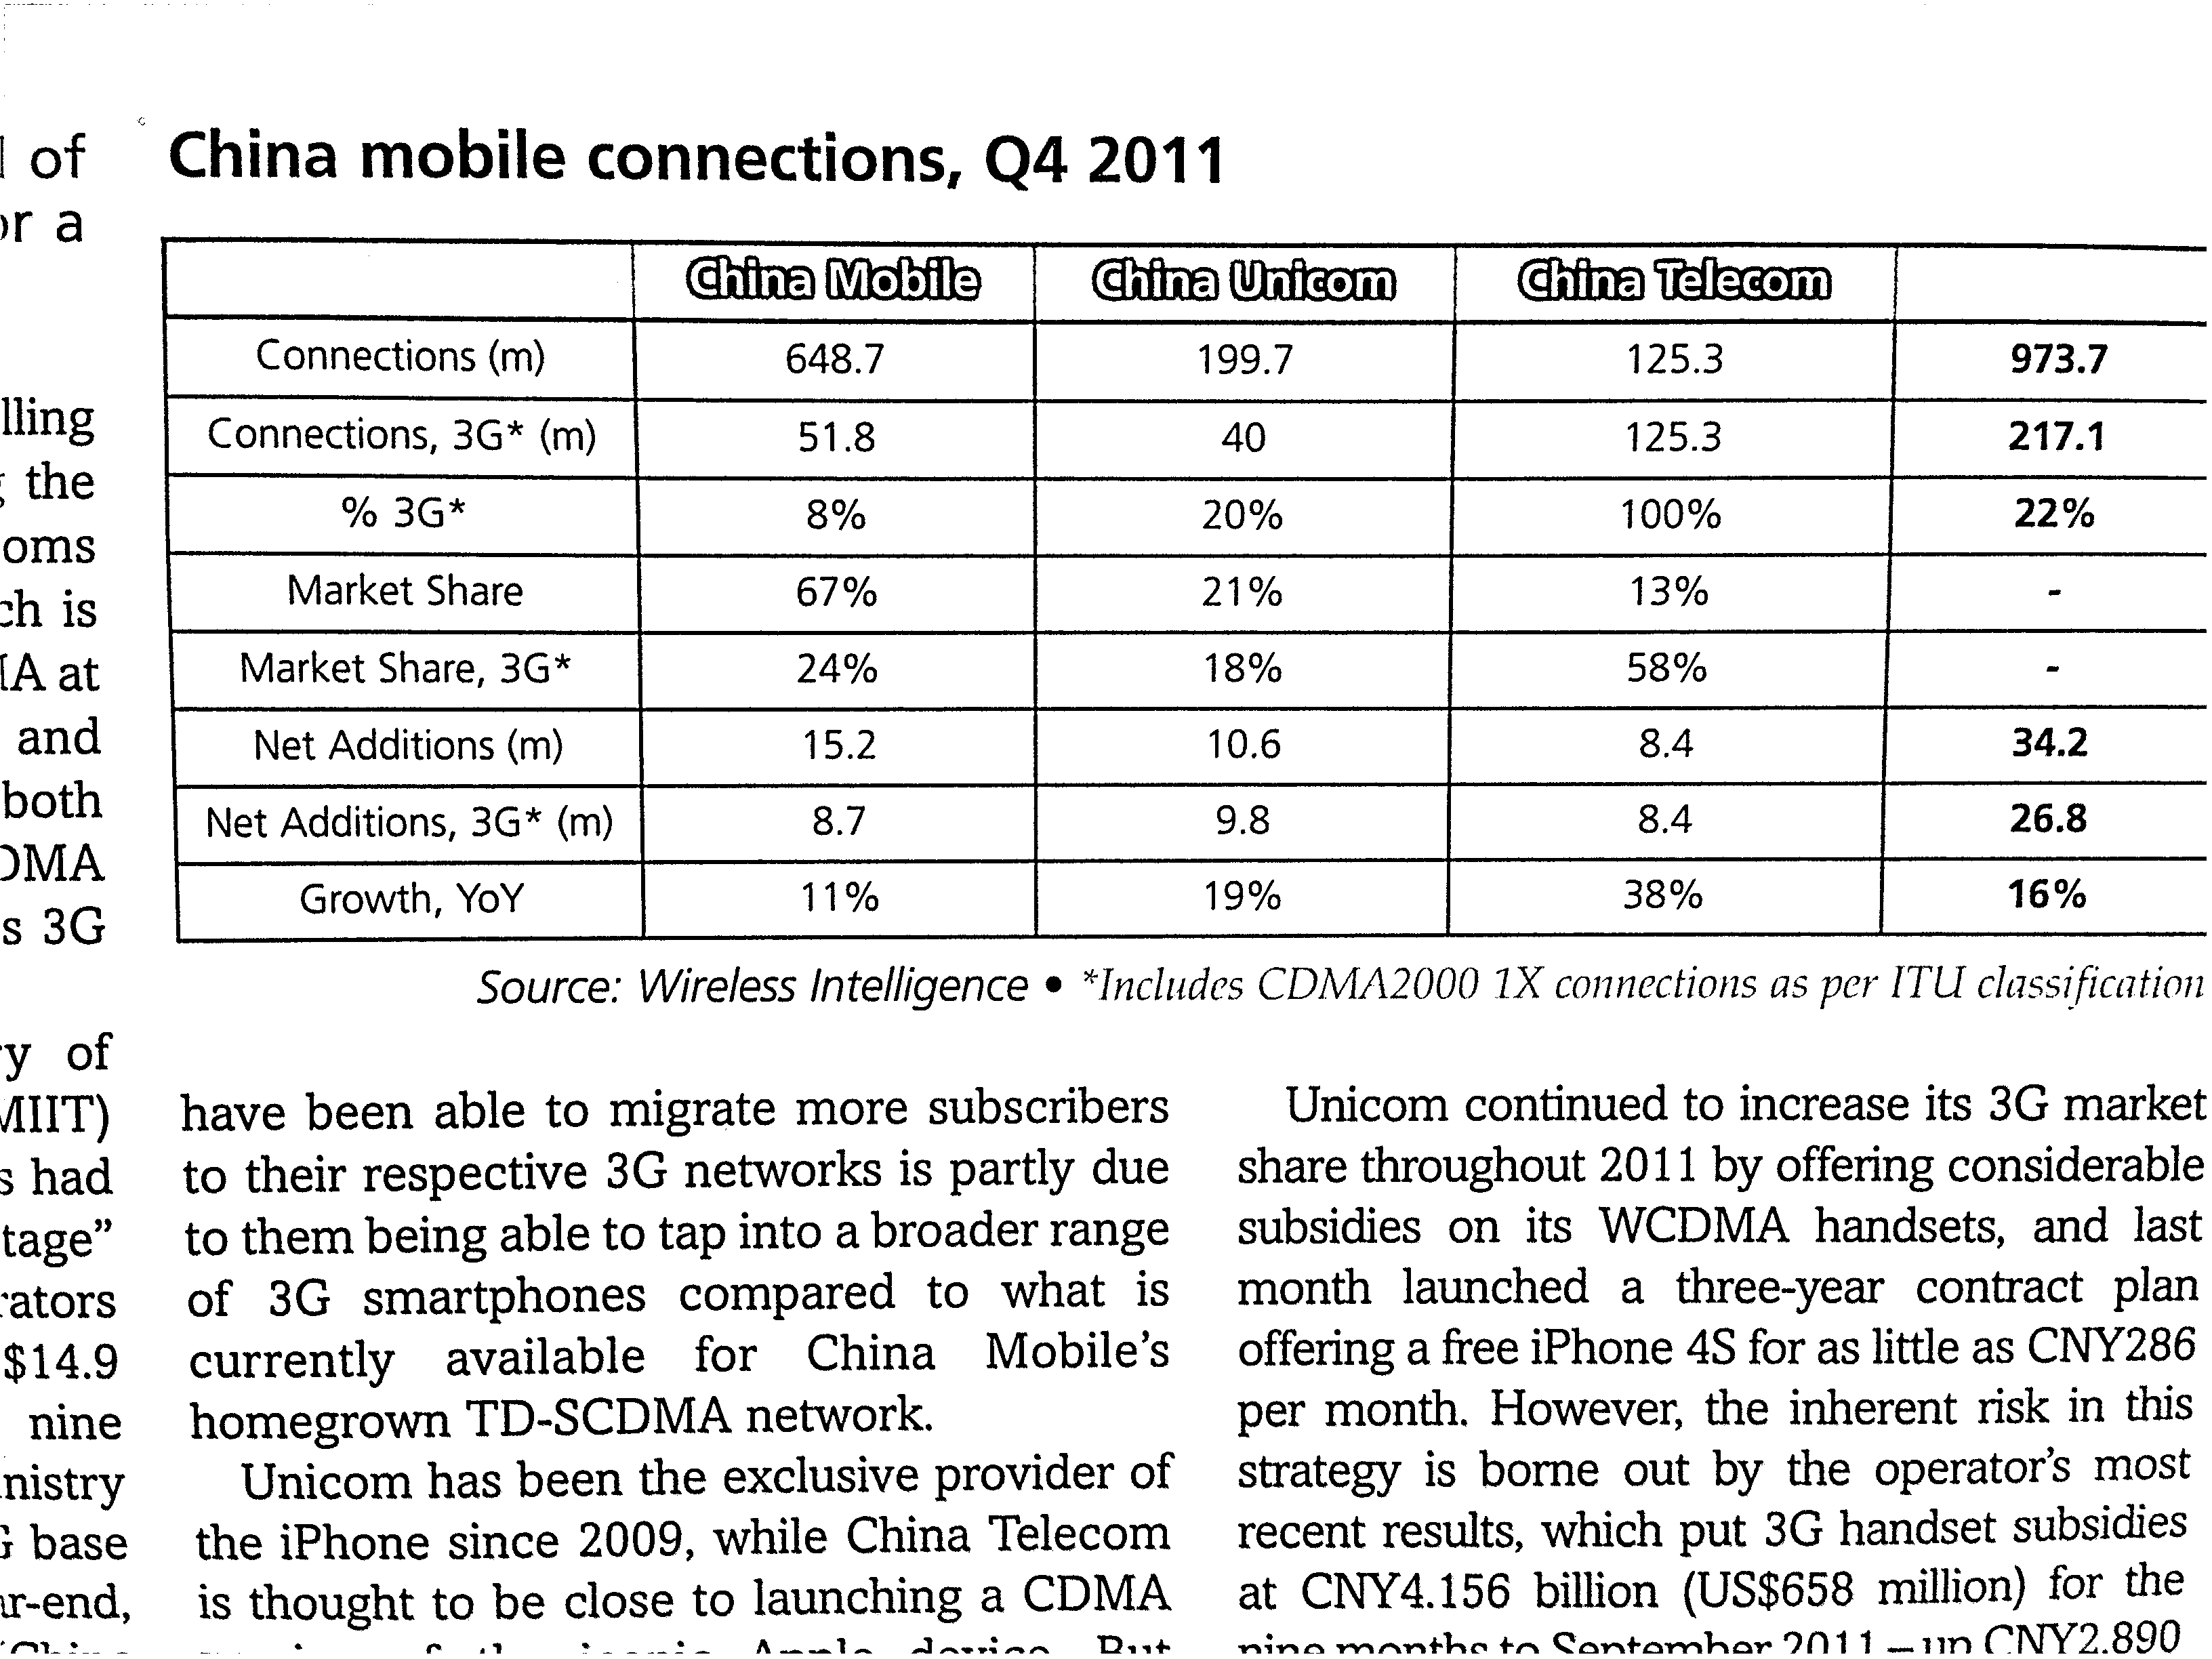 of
or a
China mobile connections, Q4 2011
China Mobile China Unicom China Telecom
Connections (m) 648.7 199.7 125.3 973.7
Connections, 3G* (m) 51.8 40 125.3 217.1
% 3G* 8% 20% 100% 22%
Market Share 67% 21% 13% -
Market Share, 3G* 24% 18% 58% -
Net Additions (m) 15.2 10.6 8.4 34.2
Net Additions, 3G* (m) 8.7 9.8 8.4 26.8
Growth, YoY 11% 19% 38% 16%
Source: Wireless Intelligence • *Includes CDMA2000 1X connections as per ITU classification
lling
the
oms
ch is
MA at
and
both
DMA
s 3G
ry of
MIIT)
s had
tage”
rators
$14.9
nine
nistry
G base
ar-end,
“China
have been able to migrate more subscribers
to their respective 3G networks is partly due
to them being able to tap into a broader range
of 3G smartphones compared to what is
currently available for China Mobile’s
homegrown TD-SCDMA network.
Unicom has been the exclusive provider of
the iPhone since 2009, while China Telecom
is thought to be close to launching a CDMA
version of the iconic Apple device. But
Unicom continued to increase its 3G market
share throughout 2011 by offering considerable
subsidies on its WCDMA handsets, and last
month launched a three-year contract plan
offering a free iPhone 4S for as little as CNY286
per month. However, the inherent risk in this
strategy is borne out by the operator’s most
recent results, which put 3G handset subsidies
at CNY4.156 billion (US$658 million) for the
nine months to September 2011 – up CNY2.890